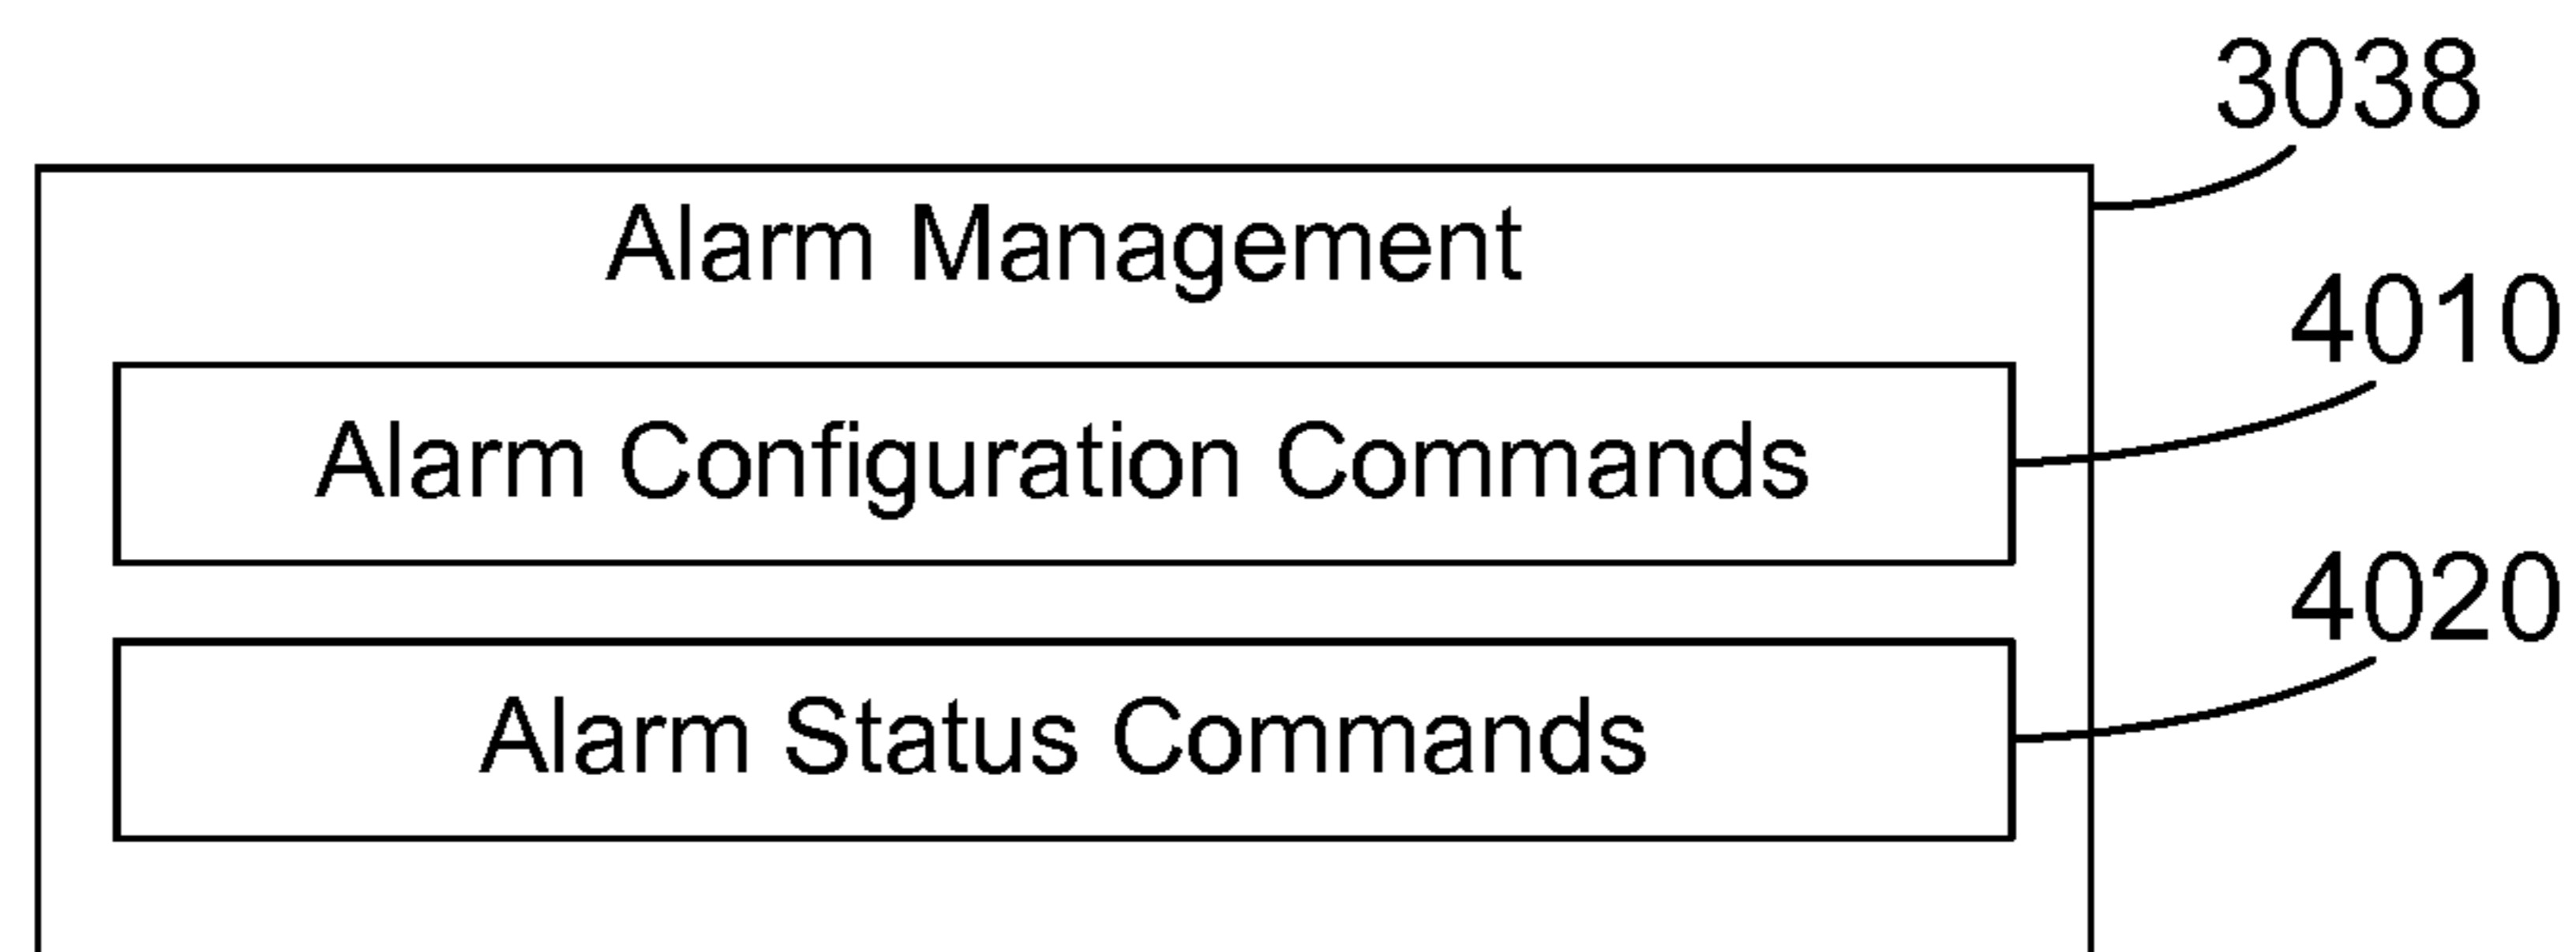 3038
Alarm Management
4010
Alarm Configuration Commands
4020
Alarm Status Commands